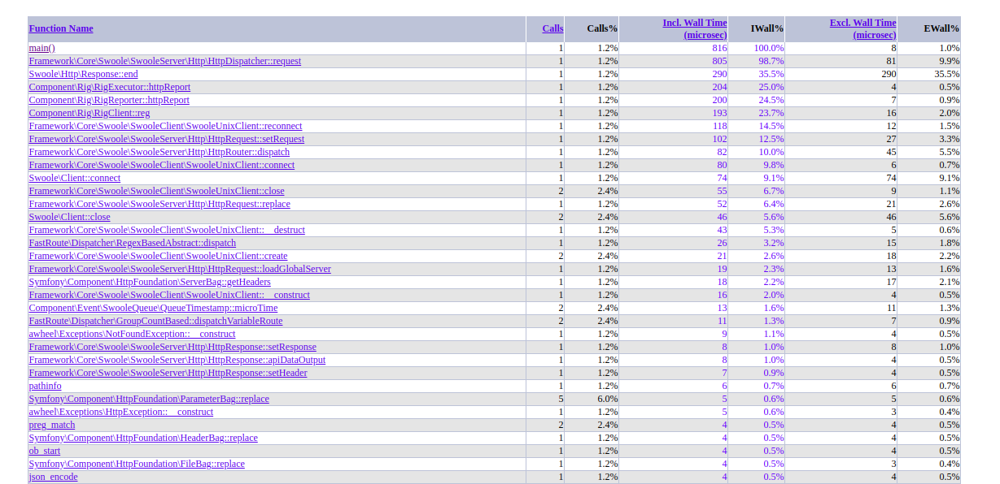 Function Name Calls Calls% Incl. Wall Time (microsec) IWall% Excl. Wall Time (microsec) EWall%
main() 1 1.2% 816 100.0% 8 1.0%
Framework\Core\Swoole\SwooleServer\Http\HttpDispatcher::request 1 1.2% 805 98.7% 81 9.9%
Swoole\Http\Response::end 1 1.2% 290 35.5% 290 35.5%
Component\Rig\RigExecutor::httpReport 1 1.2% 204 25.0% 4 0.5%
Component\Rig\RigReporter::httpReport 1 1.2% 200 24.5% 7 0.9%
Component\Rig\RigClient::reg 1 1.2% 193 23.7% 16 2.0%
Framework\Core\Swoole\SwooleClient\SwooleUnixClient::reconnect 1 1.2% 118 14.5% 12 1.5%
Framework\Core\Swoole\SwooleServer\Http\HttpRequest::setRequest 1 1.2% 102 12.5% 27 3.3%
Framework\Core\Swoole\SwooleServer\Http\HttpRouter::dispatch 1 1.2% 82 10.0% 45 5.5%
Framework\Core\Swoole\SwooleClient\SwooleUnixClient::connect 1 1.2% 80 9.8% 6 0.7%
Swoole\Client::connect 1 1.2% 74 9.1% 74 9.1%
Framework\Core\Swoole\SwooleClient\SwooleUnixClient::close 2 2.4% 55 6.7% 9 1.1%
Framework\Core\Swoole\SwooleServer\Http\HttpRequest::replace 1 1.2% 52 6.4% 21 2.6%
Swoole\Client::close 2 2.4% 46 5.6% 46 5.6%
Framework\Core\Swoole\SwooleClient\SwooleUnixClient::__destruct 1 1.2% 43 5.3% 5 0.6%
FastRoute\Dispatcher\RegexBasedAbstract::dispatch 1 1.2% 26 3.2% 15 1.8%
Framework\Core\Swoole\SwooleClient\SwooleUnixClient::create 2 2.4% 21 2.6% 18 2.2%
Framework\Core\Swoole\SwooleServer\Http\HttpRequest::loadGlobalServer 1 1.2% 19 2.3% 13 1.6%
Symfony\Component\HttpFoundation\ServerBag::getHeaders 1 1.2% 18 2.2% 17 2.1%
Framework\Core\Swoole\SwooleClient\SwooleUnixClient::__construct 1 1.2% 16 2.0% 4 0.5%
Component\Event\SwooleQueue\QueueTimestamp::microTime 2 2.4% 13 1.6% 11 1.3%
FastRoute\Dispatcher\GroupCountBased::dispatchVariableRoute 2 2.4% 11 1.3% 7 0.9%
awheel\Exceptions\NotFoundException::__construct 1 1.2% 9 1.1% 4 0.5%
Framework\Core\Swoole\SwooleServer\Http\HttpResponse::setResponse 1 1.2% 8 1.0% 8 1.0%
Framework\Core\Swoole\SwooleServer\Http\HttpResponse::apiDataOutput 1 1.2% 8 1.0% 4 0.5%
Framework\Core\Swoole\SwooleServer\Http\HttpResponse::setHeader 1 1.2% 7 0.9% 4 0.5%
pathinfo 1 1.2% 6 0.7% 6 0.7%
Symfony\Component\HttpFoundation\ParameterBag::replace 5 6.0% 5 0.6% 5 0.6%
awheel\Exceptions\HttpException::__construct 1 1.2% 5 0.6% 3 0.4%
preg_match 2 2.4% 4 0.5% 4 0.5%
Symfony\Component\HttpFoundation\HeaderBag::replace 1 1.2% 4 0.5% 4 0.5%
ob_start 1 1.2% 4 0.5% 4 0.5%
Symfony\Component\HttpFoundation\FileBag::replace 1 1.2% 4 0.5% 3 0.4%
json_encode 1 1.2% 4 0.5% 4 0.5%